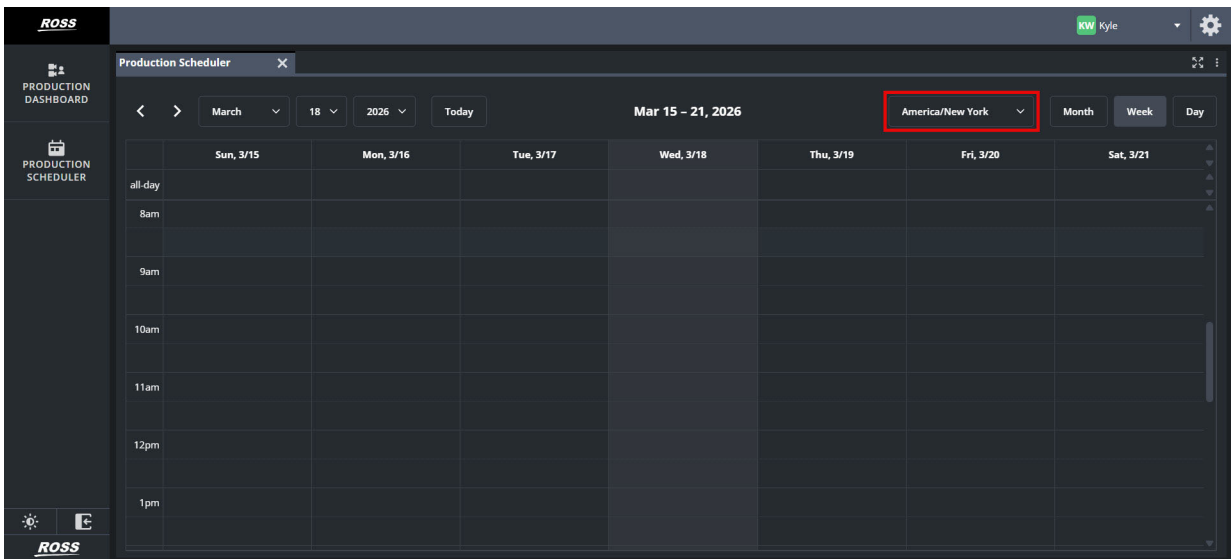 ROSS
KW Kyle
PRODUCTION
DASHBOARD
PRODUCTION
SCHEDULER
Production Scheduler
March 18 2026 Today Mar 15 – 21, 2026 America/New York Month Week Day
Sun, 3/15 Mon, 3/16 Tue, 3/17 Wed, 3/18 Thu, 3/19 Fri, 3/20 Sat, 3/21
all-day
8am
9am
10am
11am
12pm
1pm
ROSS